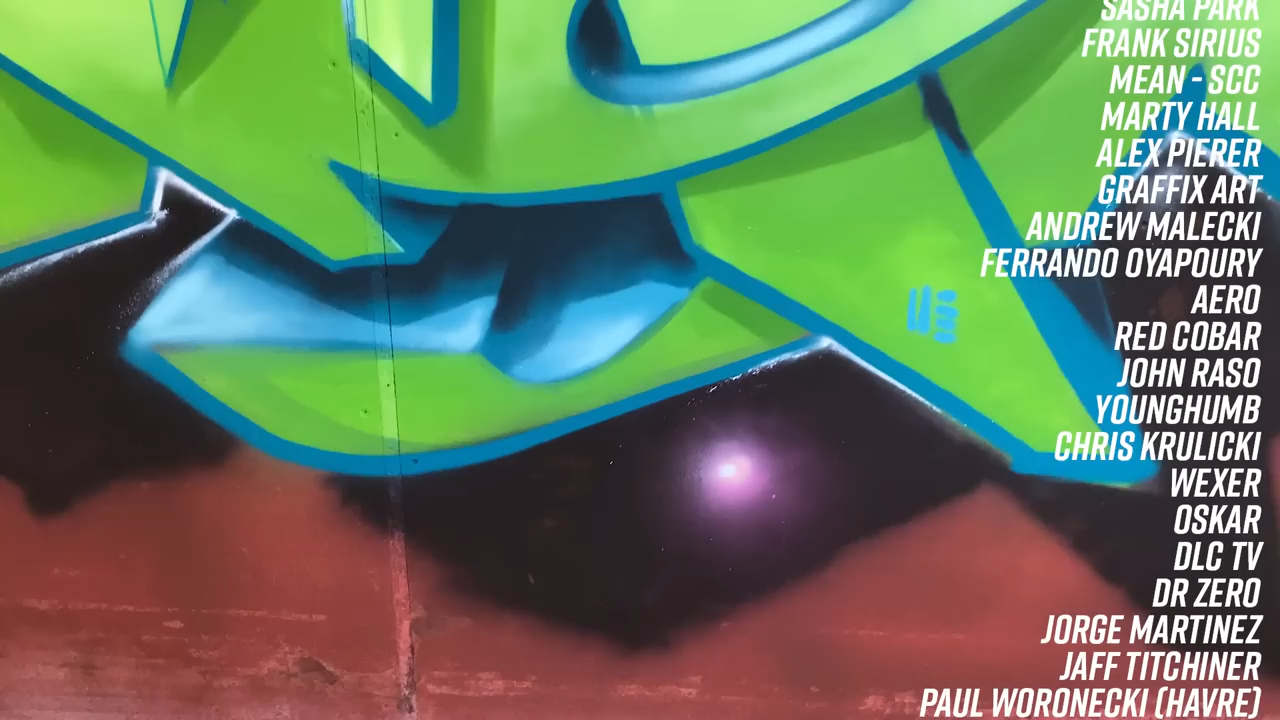 SASHA PARK
FRANK SIRIUS
MEAN - SCC
MARTY HALL
ALEX PIERER
GRAFFIX ART
ANDREW MALECKI
FERRANDO OYAPOURY
AERO
RED COBAR
JOHN RASO
YOUNGHUMB
CHRIS KRULICKI
WEXER
OSKAR
DLC TV
DR ZERO
JORGE MARTINEZ
JAFF TITCHINER
PAUL WORONECKI (HAVRE)